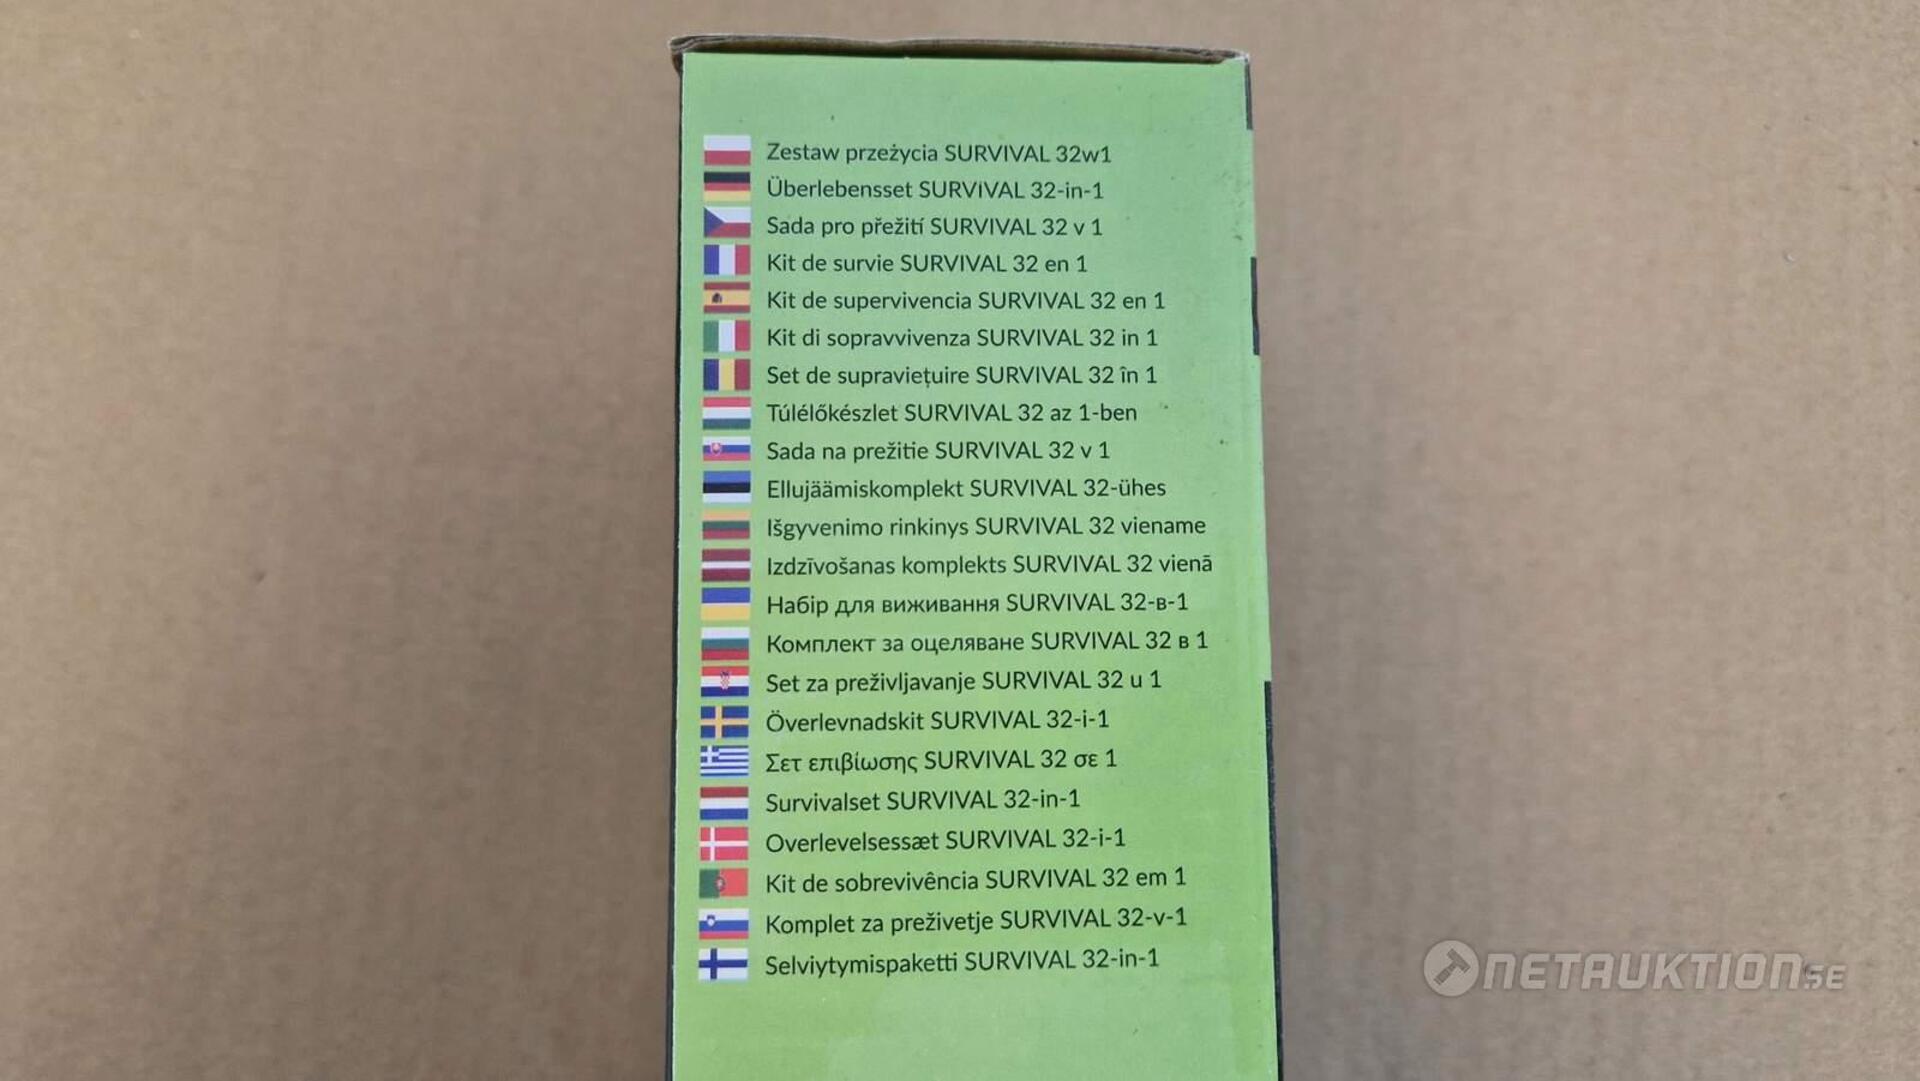 Zestaw przeżycia SURVIVAL 32w1
Überlebensset SURVIVAL 32-in-1
Sada pro přežití SURVIVAL 32 v 1
Kit de survie SURVIVAL 32 en 1
Kit de supervivencia SURVIVAL 32 en 1
Kit di sopravvivenza SURVIVAL 32 in 1
Set de supraviețuire SURVIVAL 32 în 1
Túlélőkészlet SURVIVAL 32 az 1-ben
Sada na prežitie SURVIVAL 32 v 1
Ellujäämiskomplekt SURVIVAL 32-ühes
Išgyvenimo rinkinys SURVIVAL 32 viename
Izdzīvošanas komplekts SURVIVAL 32 vienā
Набір для виживання SURVIVAL 32-в-1
Комплект за оцеляване SURVIVAL 32 в 1
Set za preživljavanje SURVIVAL 32 u 1
Överlevnadskit SURVIVAL 32-i-1
Σετ επιβίωσης SURVIVAL 32 σε 1
Survivalset SURVIVAL 32-in-1
Overlevelsessæt SURVIVAL 32-i-1
Kit de sobrevivência SURVIVAL 32 em 1
Komplet za preživetje SURVIVAL 32-v-1
Selviytymispaketti SURVIVAL 32-in-1
NETAUKTION.SE